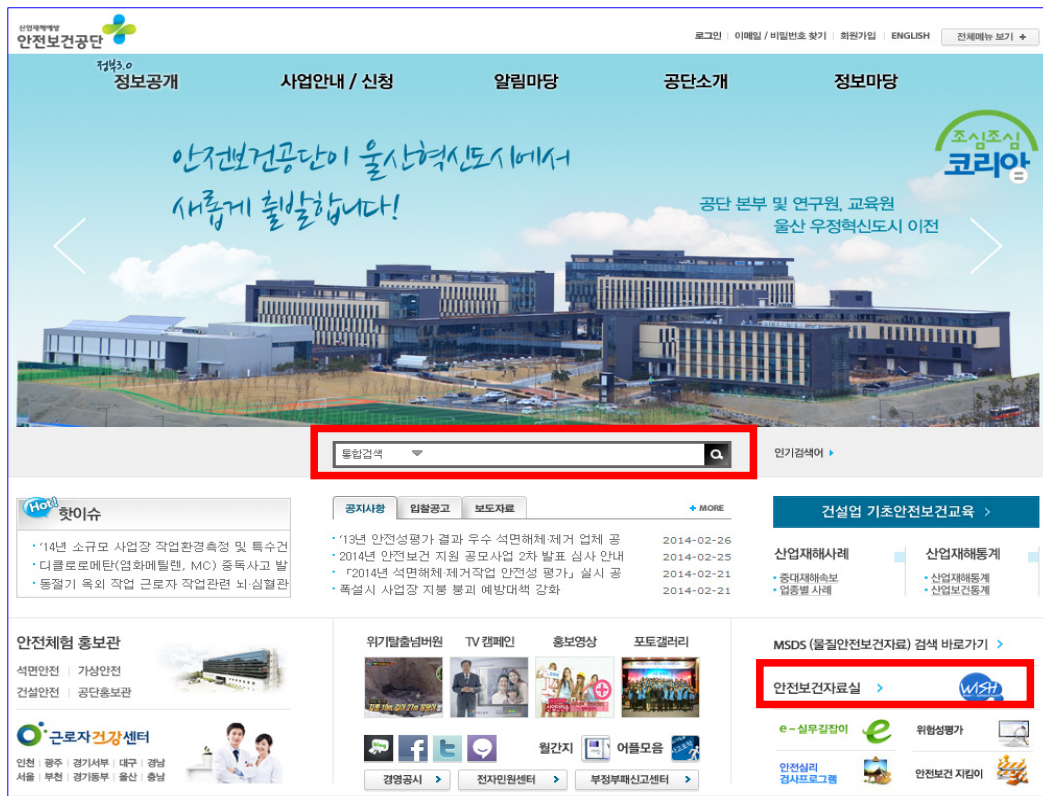 산업재해예방
안전보건공단
로그인 | 이메일 / 비밀번호 찾기 | 회원가입 | ENGLISH
전체메뉴 보기 +
정부3.0
정보공개
사업안내 / 신청
알림마당
공단소개
정보마당
안전보건공단이 울산혁신도시에서
새롭게 출발합니다!
조심조심
코리아
공단 본부 및 연구원, 교육원
울산 우정혁신도시 이전
통합검색
인기검색어
Hot!
핫이슈
· '14년 소규모 사업장 작업환경측정 및 특수건
· 디클로로메탄(염화메틸렌, MC) 중독사고 발
· 동절기 옥외 작업 근로자 작업관련 뇌·심혈관
공지사항
입찰공고
보도자료
+ MORE
· '13년 안전성평가 결과 우수 석면해체·제거 업체 공 2014-02-26
· 2014년 안전보건 지원 공모사업 2차 발표 심사 안내 2014-02-25
· 「2014년 석면해체·제거작업 안전성 평가」 실시 공 2014-02-21
· 폭설시 사업장 지붕 붕괴 예방대책 강화 2014-02-21
건설업 기초안전보건교육 >
산업재해사례
· 중대재해속보
· 업종별 사례
산업재해통계
· 산업재해통계
· 산업보건통계
안전체험 홍보관
석면안전 | 가상안전
건설안전 | 공단홍보관
근로자건강센터
인천 | 광주 | 경기서부 | 대구 | 경남
서울 | 부천 | 경기동부 | 울산 | 충남
위기탈출넘버원
TV 캠페인
홍보영상
포토갤러리
월간지
어플모음
경영공시 >
전자민원센터 >
부정부패신고센터 >
MSDS (물질안전보건자료) 검색 바로가기 >
안전보건자료실 >
WISH
e-실무길잡이
위험성평가
안전심리
검사프로그램
안전보건 지킴이